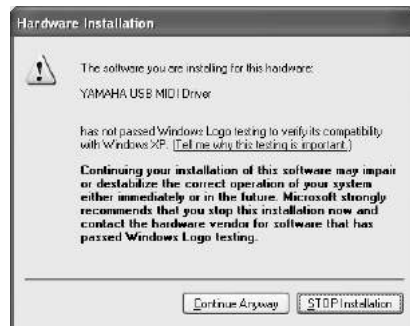 Hardware Installation
The software you are installing for this hardware:
YAMAHA USB MIDI Driver
has not passed Windows Logo testing to verify its compatibility
with Windows XP. (Tell me why this testing is important.)
Continuing your installation of this software may impair
or destabilize the correct operation of your system
either immediately or in the future. Microsoft strongly
recommends that you stop this installation now and
contact the hardware vendor for software that has
passed Windows Logo testing.
Continue Anyway
STOP Installation